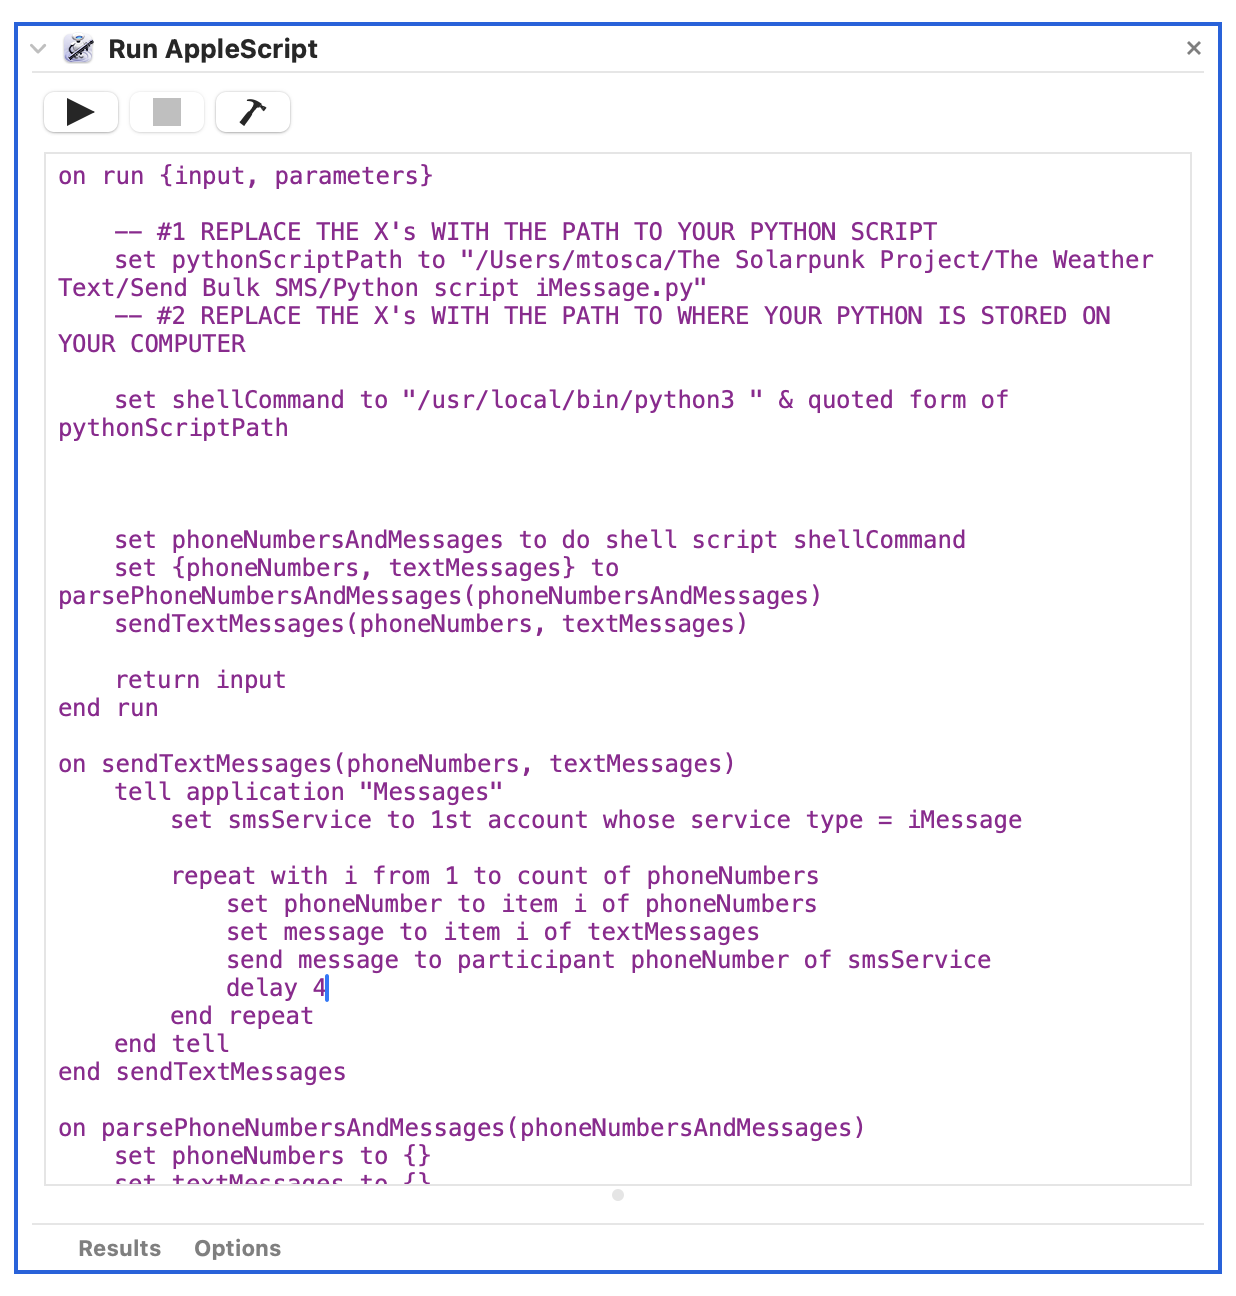 Run AppleScript
on run {input, parameters}
-- #1 REPLACE THE X's WITH THE PATH TO YOUR PYTHON SCRIPT
set pythonScriptPath to "/Users/mtosca/The Solarpunk Project/The Weather
Text/Send Bulk SMS/Python script iMessage.py"
-- #2 REPLACE THE X's WITH THE PATH TO WHERE YOUR PYTHON IS STORED ON
YOUR COMPUTER
set shellCommand to "/usr/local/bin/python3 " & quoted form of
pythonScriptPath
set phoneNumbersAndMessages to do shell script shellCommand
set {phoneNumbers, textMessages} to
parsePhoneNumbersAndMessages(phoneNumbersAndMessages)
sendTextMessages(phoneNumbers, textMessages)
return input
end run
on sendTextMessages(phoneNumbers, textMessages)
tell application "Messages"
set smsService to 1st account whose service type = iMessage
repeat with i from 1 to count of phoneNumbers
set phoneNumber to item i of phoneNumbers
set message to item i of textMessages
send message to participant phoneNumber of smsService
delay 4
end repeat
end tell
end sendTextMessages
on parsePhoneNumbersAndMessages(phoneNumbersAndMessages)
set phoneNumbers to {}
set textMessages to {}
Results Options